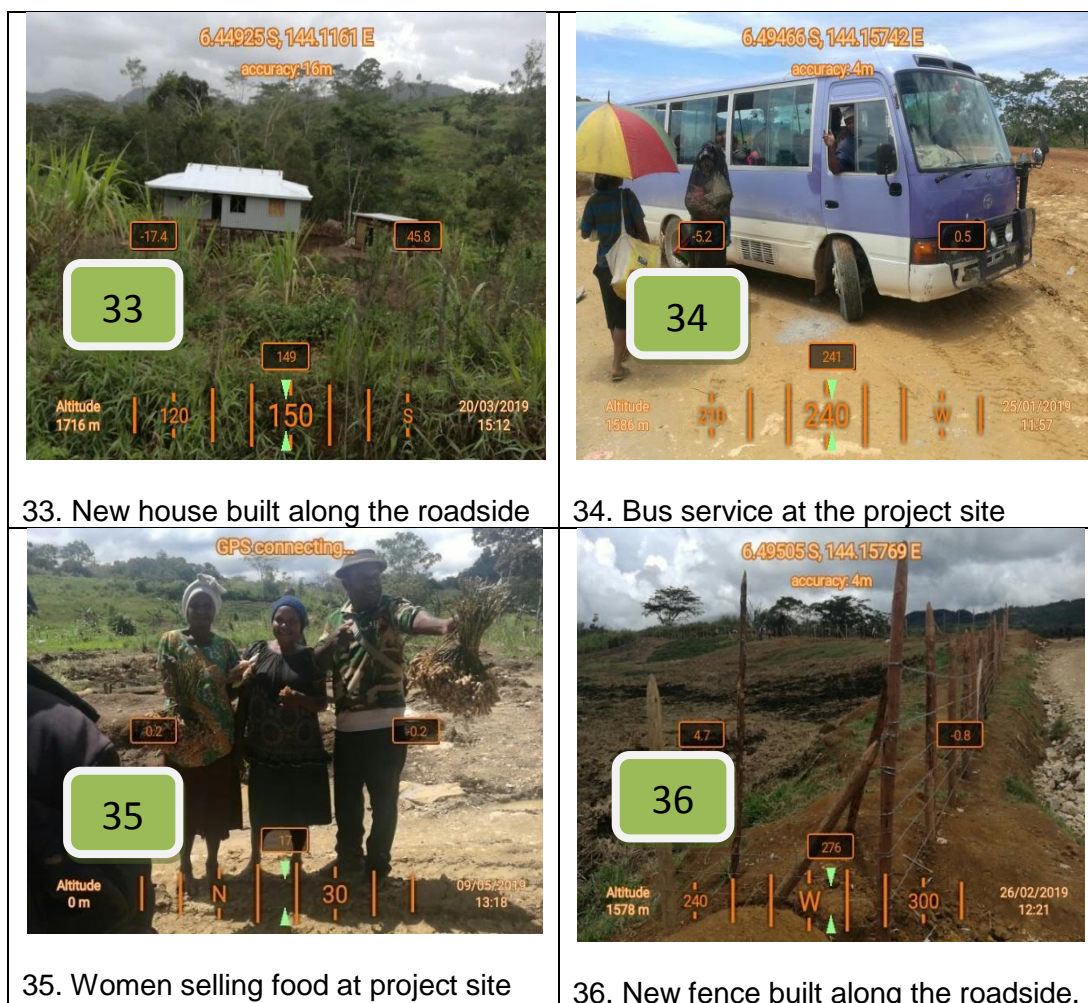 6.44925 S, 144.1161 E
accuracy: 16m
-17.4
45.8
33
149
120
150
S
Altitude
1716 m
20/03/2019
15:12
33. New house built along the roadside
6.49466 S, 144.15742 E
accuracy: 4m
-5.2
0.5
34
241
210
240
W
Altitude
1586 m
25/01/2019
11:57
34. Bus service at the project site
GPS connecting...
-0.2
-0.2
35
17
N
30
Altitude
0 m
09/05/2019
13:18
35. Women selling food at project site
6.49505 S, 144.15769 E
accuracy: 4m
4.7
-0.8
36
276
240
W
300
Altitude
1578 m
26/02/2019
12:21
36. New fence built along the roadside